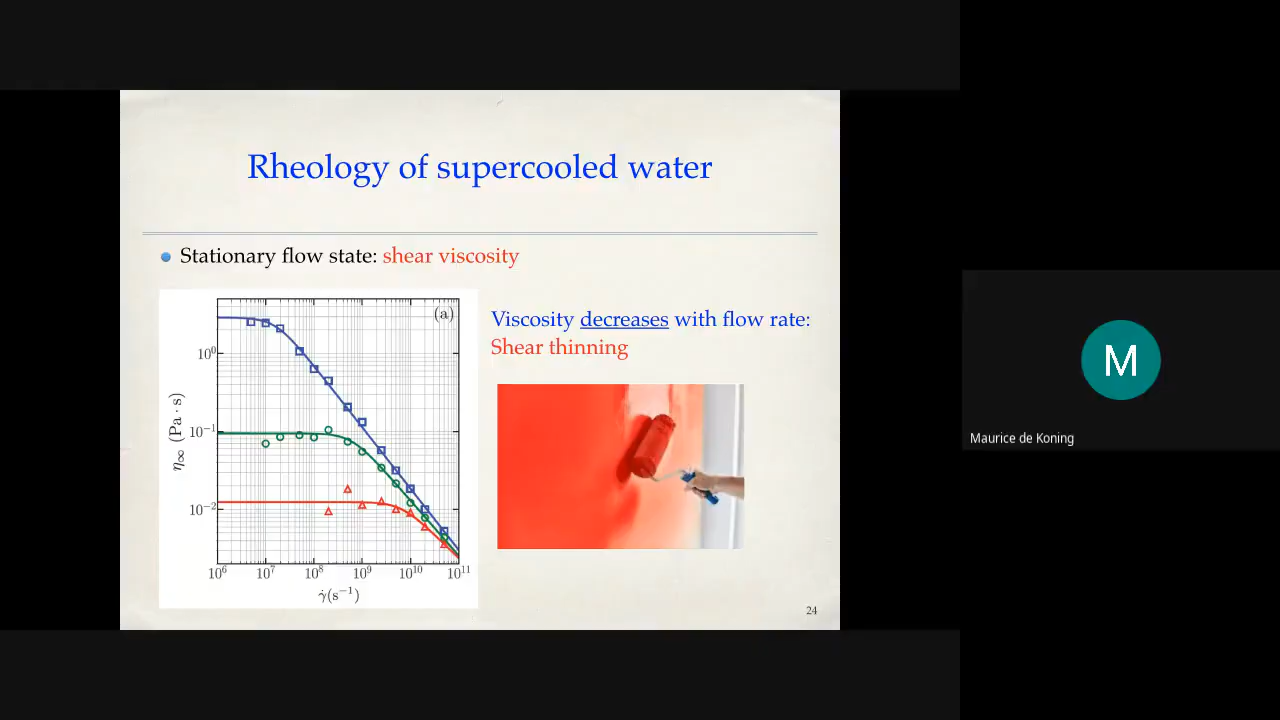 Rheology of supercooled water
Stationary flow state: shear viscosity
(a)
10⁰
10⁻¹
10⁻²
η∞ (Pa · s)
10⁶ 10⁷ 10⁸ 10⁹ 10¹⁰ 10¹¹
γ̇(s⁻¹)
Viscosity decreases with flow rate:
Shear thinning
24
M
Maurice de Koning